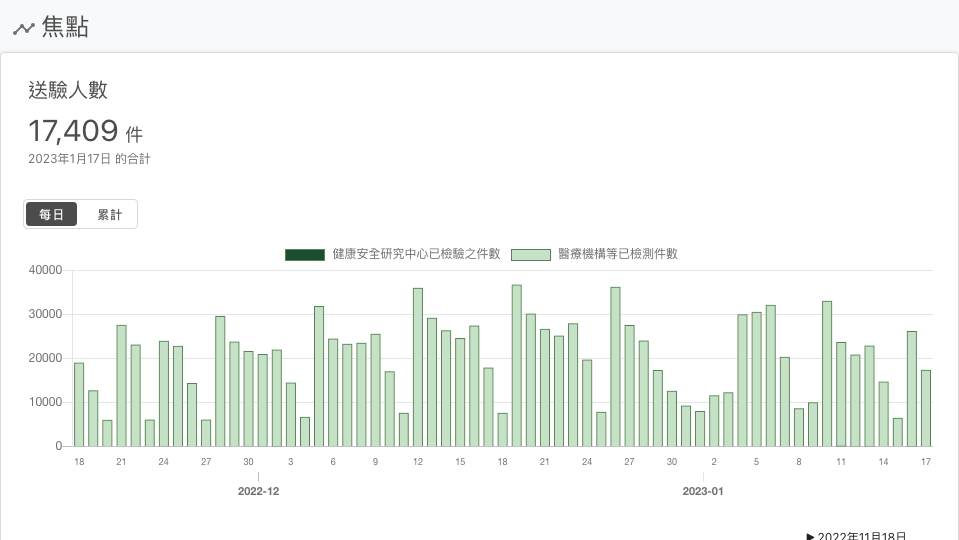 焦點
送驗人數
17,409 件
2023年1月17日 的合計
每日 累計
健康安全研究中心已檢驗之件數 醫療機構等已檢測件數
40000
30000
20000
10000
0
18 21 24 27 30 3 6 9 12 15 18 21 24 27 30 2 5 8 11 14 17
2022-12 2023-01
▶ 2022年11月18日